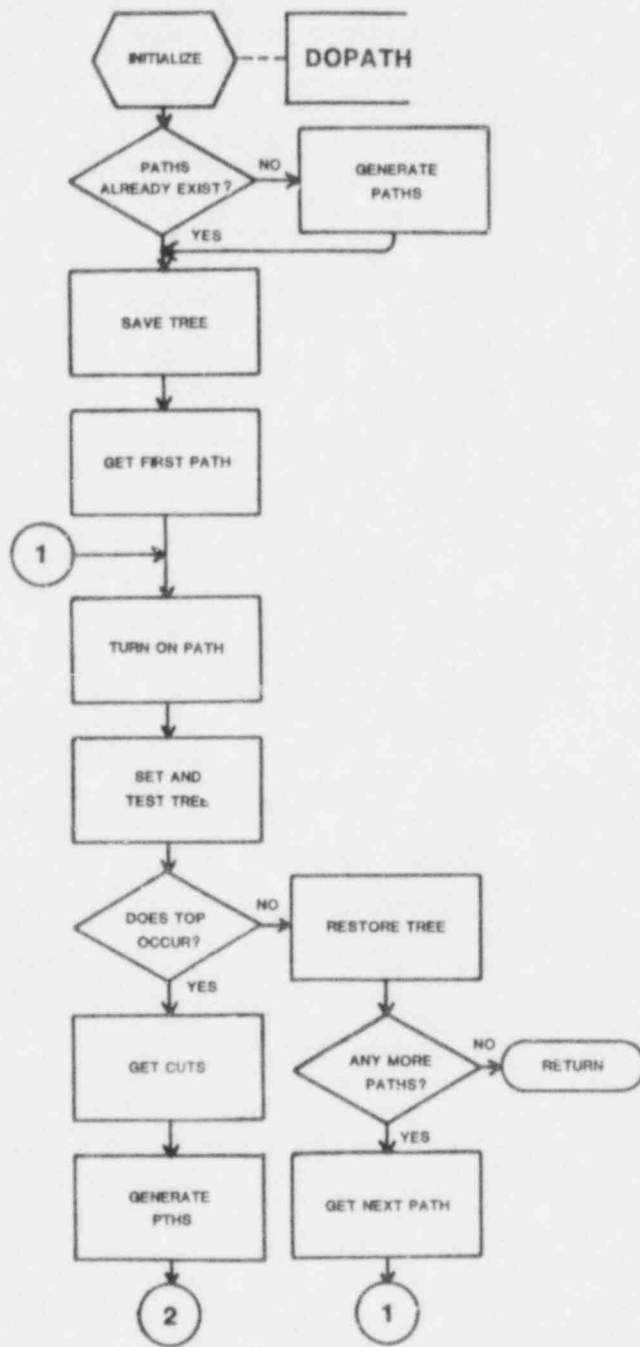 INITIALIZE
DOPATH
PATHS
ALREADY EXIST?
NO
GENERATE
PATHS
YES
SAVE TREE
GET FIRST PATH
1
TURN ON PATH
SET AND
TEST TREE
DOES TOP
OCCUR?
NO
RESTORE TREE
YES
GET CUTS
ANY MORE
PATHS?
NO
RETURN
YES
GENERATE
PTHS
GET NEXT PATH
2
1